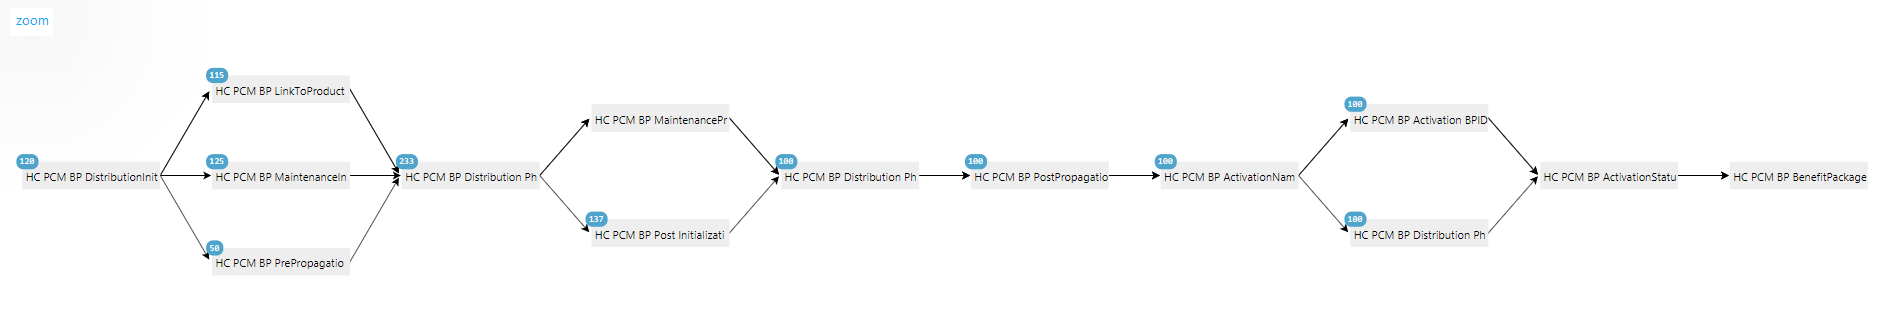 zoom
120
HC PCM BP DistributionInit
115
HC PCM BP LinkToProduct
125
HC PCM BP MaintenanceIn
50
HC PCM BP PrePropagatio
233
HC PCM BP Distribution Ph
HC PCM BP MaintenancePr
137
HC PCM BP Post Initializati
100
HC PCM BP Distribution Ph
100
HC PCM BP PostPropagatio
100
HC PCM BP ActivationNam
100
HC PCM BP Activation BPID
100
HC PCM BP Distribution Ph
HC PCM BP ActivationStatu
HC PCM BP BenefitPackage